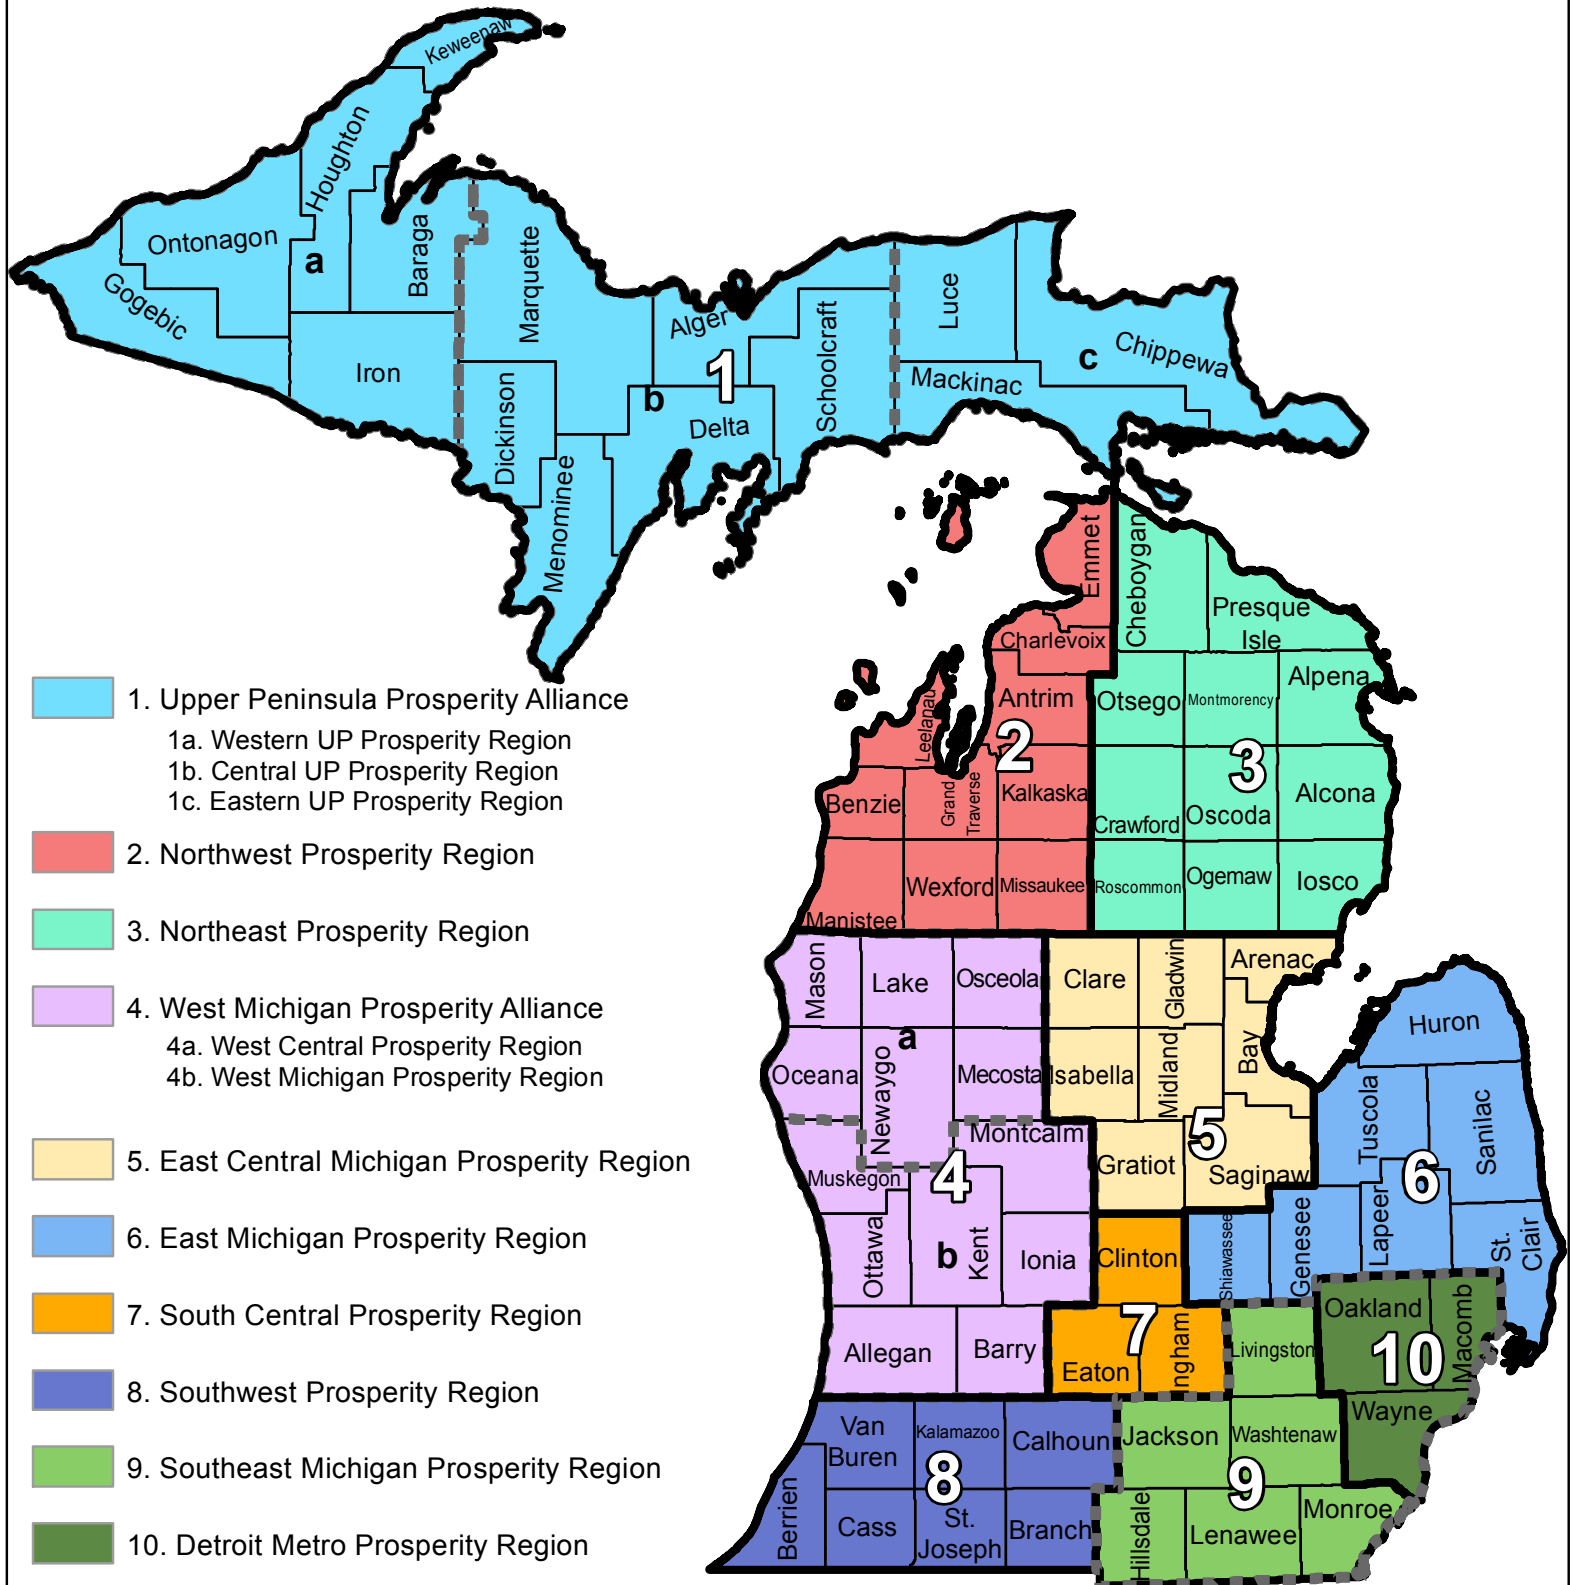 Keweenaw
Houghton
Ontonagon
a
Baraga
Marquette
Gogebic
Iron
Alger
Luce
Schoolcraft
1
b
c
Chippewa
Mackinac
Dickinson
Delta
Menominee
Emmet
Cheboygan
Presque
Isle
Charlevoix
Leelanau
Antrim
Otsego
Montmorency
Alpena
2
3
Benzie
Grand
Traverse
Kalkaska
Crawford
Oscoda
Alcona
Manistee
Wexford
Missaukee
Roscommon
Ogemaw
Iosco
Mason
Lake
Osceola
Clare
Gladwin
Arenac
a
Oceana
Newaygo
Mecosta
Isabella
Midland
Bay
Huron
Tuscola
Sanilac
Montcalm
4
5
6
Muskegon
Gratiot
Saginaw
Ottawa
b
Kent
Ionia
Clinton
Shiawassee
Genesee
Lapeer
St.
Clair
Allegan
Barry
7
Eaton
ngham
Livingston
Oakland
Macomb
10
Wayne
Van
Buren
Kalamazoo
Calhoun
Jackson
Washtenaw
8
9
Berrien
Cass
St.
Joseph
Branch
Hillsdale
Lenawee
Monroe
1. Upper Peninsula Prosperity Alliance
1a. Western UP Prosperity Region
1b. Central UP Prosperity Region
1c. Eastern UP Prosperity Region
2. Northwest Prosperity Region
3. Northeast Prosperity Region
4. West Michigan Prosperity Alliance
4a. West Central Prosperity Region
4b. West Michigan Prosperity Region
5. East Central Michigan Prosperity Region
6. East Michigan Prosperity Region
7. South Central Prosperity Region
8. Southwest Prosperity Region
9. Southeast Michigan Prosperity Region
10. Detroit Metro Prosperity Region